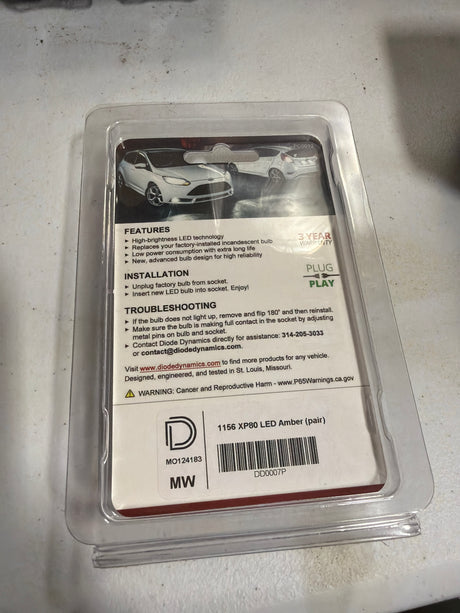 FEATURES
▸ High-brightness LED technology
▸ Replaces your factory-installed incandescent bulb
▸ Low power consumption with extra long life
▸ New, advanced bulb design for high reliability
3 YEAR
WARRANTY
INSTALLATION
▸ Unplug factory bulb from socket.
▸ Insert new LED bulb into socket. Enjoy!
PLUG
PLAY
TROUBLESHOOTING
▸ If the bulb does not light up, remove and flip 180° and then reinstall.
▸ Make sure the bulb is making full contact in the socket by adjusting
metal pins on bulb and socket.
▸ Contact Diode Dynamics directly for assistance: 314-205-3033
or contact@diodedynamics.com.
Visit www.diodedynamics.com to find more products for any vehicle.
Designed, engineered, and tested in St. Louis, Missouri.
⚠ WARNING: Cancer and Reproductive Harm - www.P65Warnings.ca.gov
1156 XP80 LED Amber (pair)
MO124183
MW
DD0007P